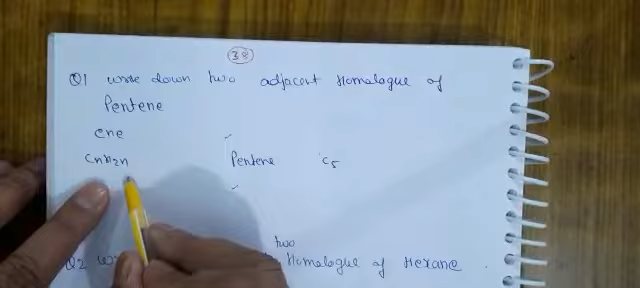 38
Q1 write down two adjacent Homologue of
Pentene
ene
CnH2n
Pentene C5
two
Q2 Homologue of Hexane